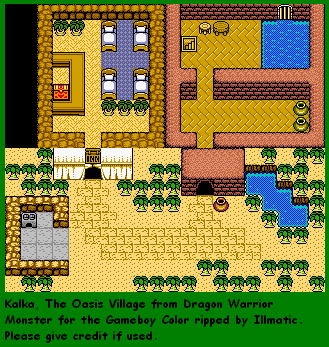 Kalka, The Oasis Village from Dragon Warrior
Monster for the Gameboy Color ripped by Illmatic.
Please give credit if used.